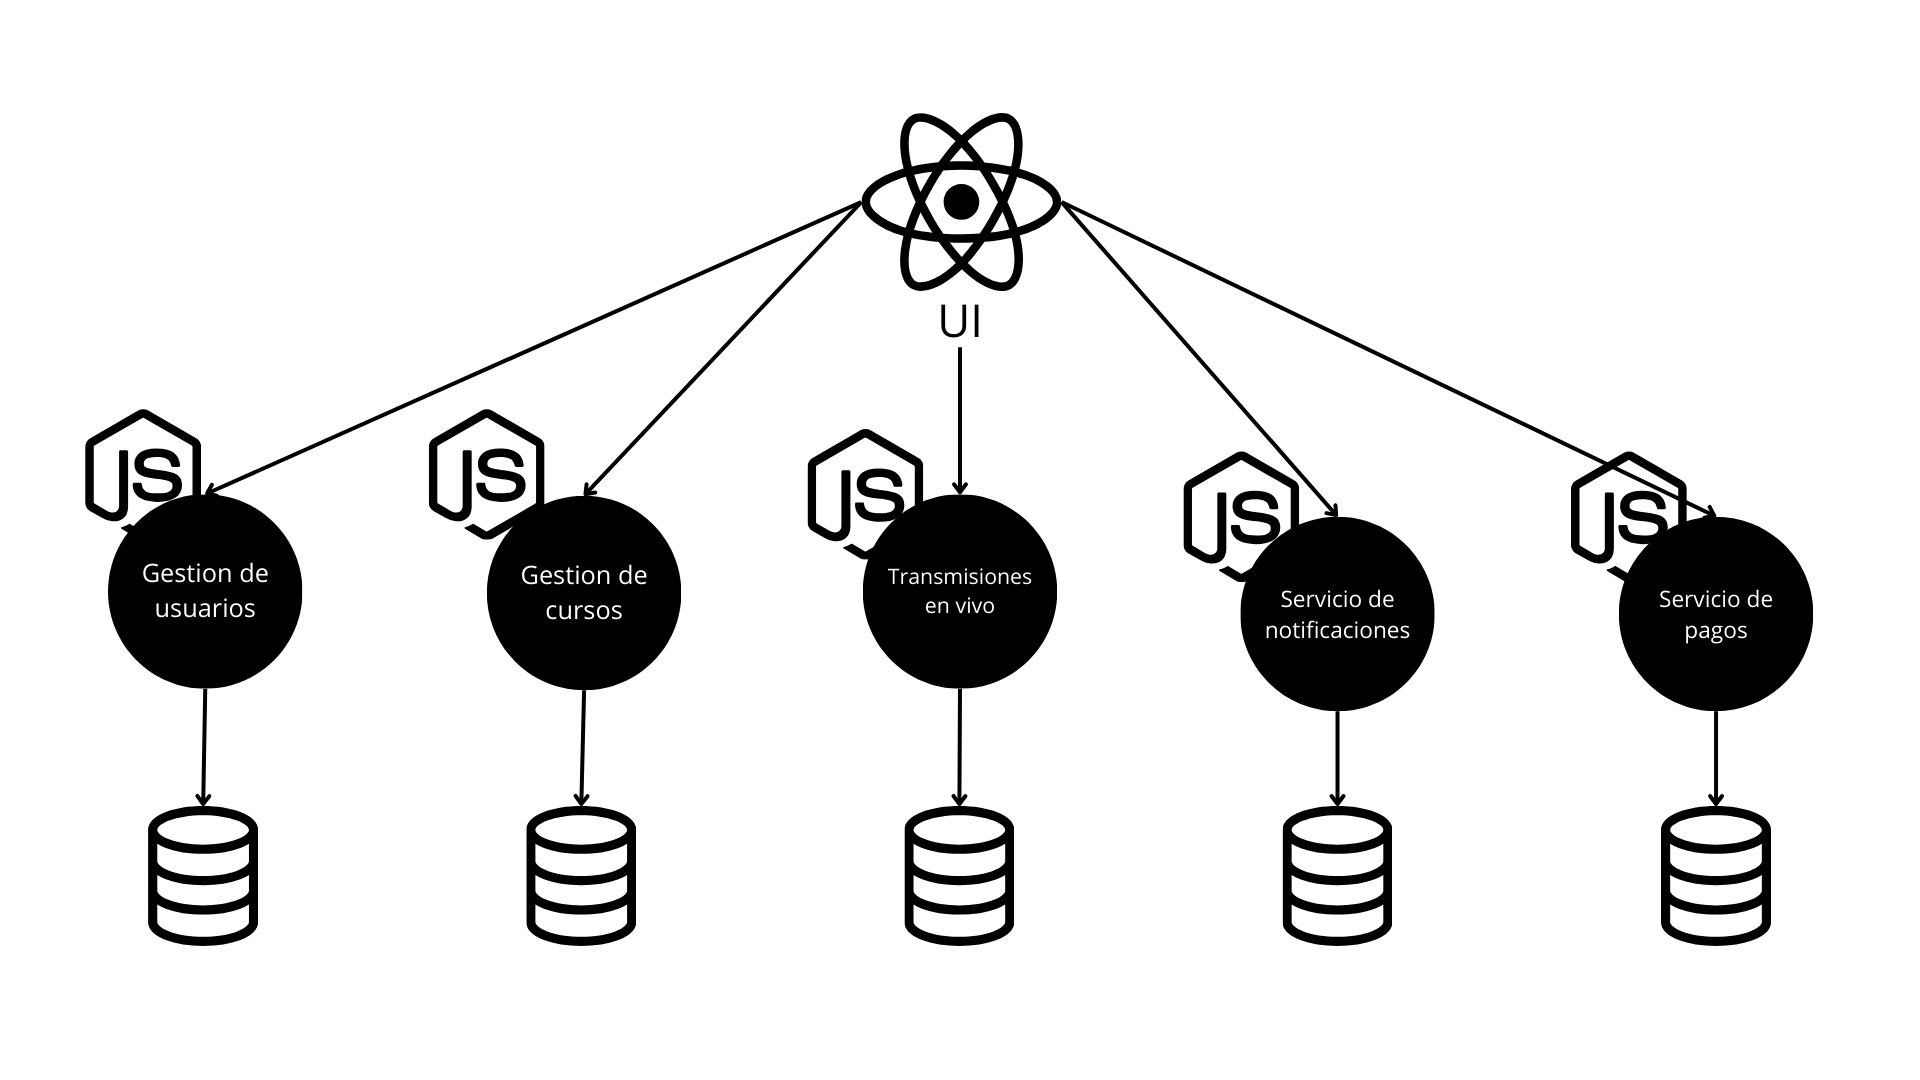 UI
JS
JS
JS
JS
JS
Gestion de
usuarios
Gestion de
cursos
Transmisiones
en vivo
Servicio de
notificaciones
Servicio de
pagos